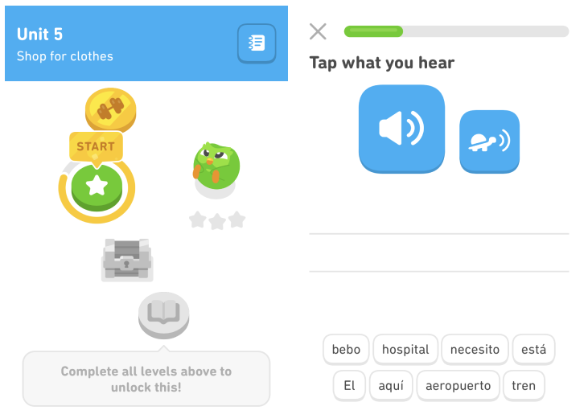 Unit 5
Shop for clothes
START
Complete all levels above to
unlock this!
Tap what you hear
bebo hospital necesito está
El aquí aeropuerto tren